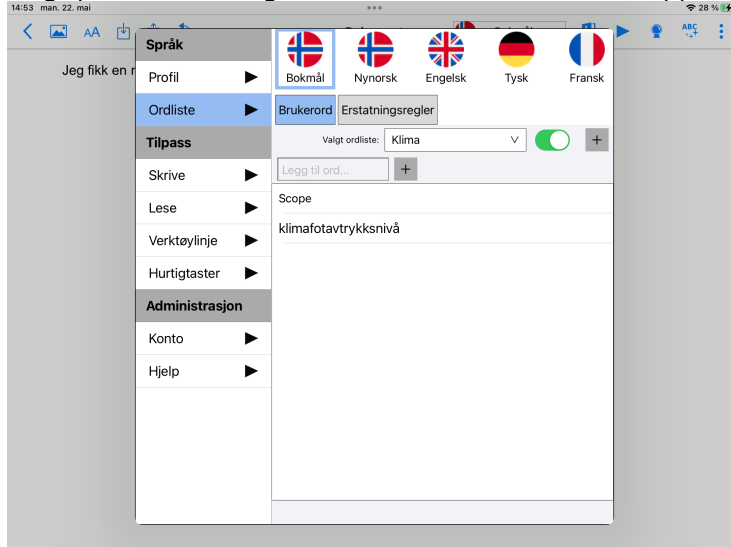 14:53 man. 22. mai
28 %
AA
ABC
Jeg fikk en
Språk
Profil
Ordliste
Tilpass
Skrive
Lese
Verktøylinje
Hurtigtaster
Administrasjon
Konto
Hjelp
Bokmål Nynorsk Engelsk Tysk Fransk
Brukerord Erstatningsregler
Valgt ordliste: Klima
Legg til ord...
Scope
klimafotavtrykksnivå